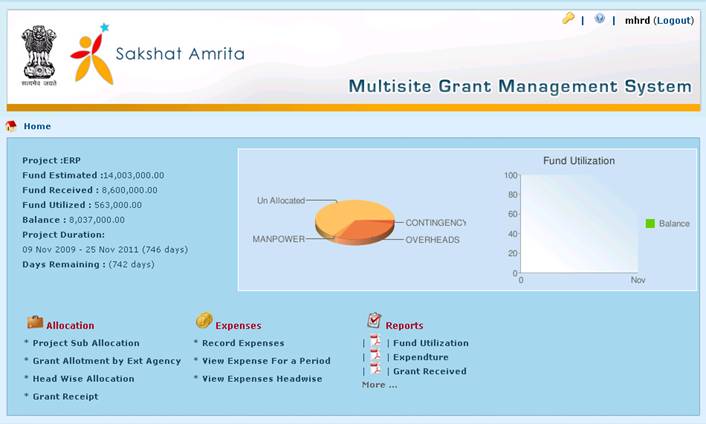 mhrd (Logout)
सत्यमेव जयते
Sakshat Amrita
Multisite Grant Management System
Home
Project :ERP
Fund Estimated :14,003,000.00
Fund Received : 8,600,000.00
Fund Utilized : 563,000.00
Balance : 8,037,000.00
Project Duration:
09 Nov 2009 - 25 Nov 2011 (746 days)
Days Remaining : (742 days)
Un Allocated
CONTINGENCY
MANPOWER
OVERHEADS
Fund Utilization
100
80
60
40
20
0
0
Nov
Balance
Allocation
* Project Sub Allocation
* Grant Allotment by Ext Agency
* Head Wise Allocation
* Grant Receipt
Expenses
* Record Expenses
* View Expense For a Period
* View Expenses Headwise
Reports
| | Fund Utilization
| | Expendture
| | Grant Received
More ...